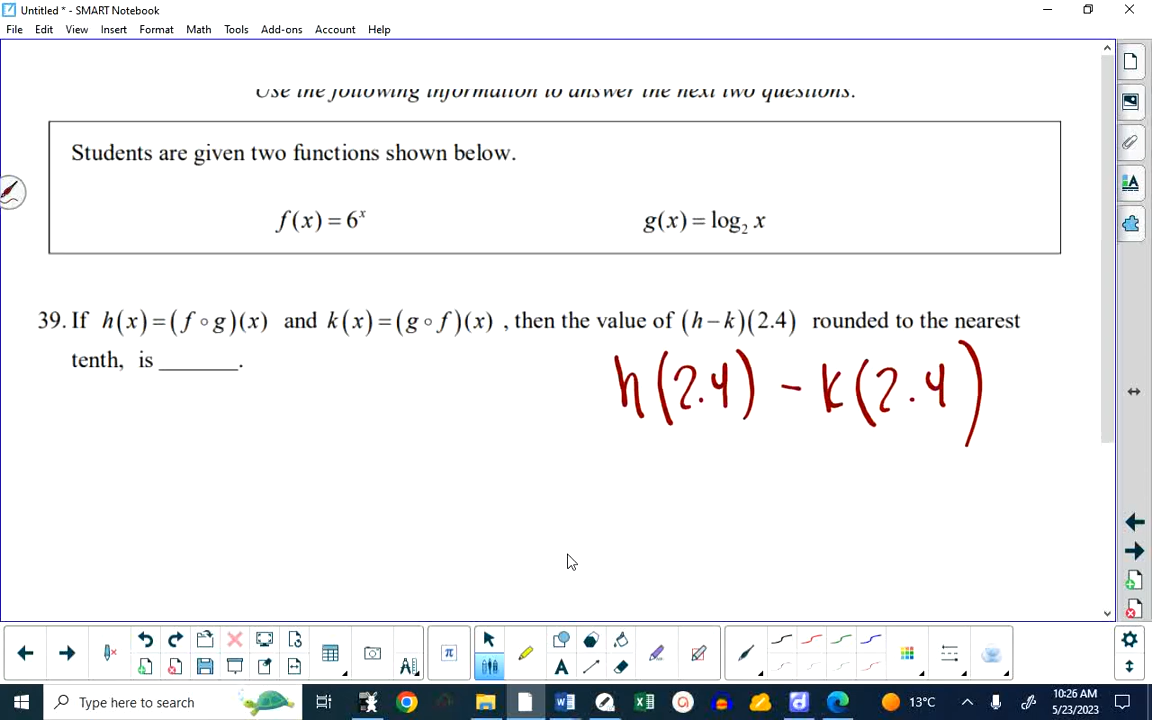 Untitled * - SMART Notebook
File Edit View Insert Format Math Tools Add-ons Account Help
Use the following information to answer the next two questions.
Students are given two functions shown below.
f(x) = 6ˣ g(x) = log₂ x
39. If h(x) = (f ∘ g)(x) and k(x) = (g ∘ f)(x) , then the value of (h − k)(2.4) rounded to the nearest
tenth, is _______.
h(2.4) − k(2.4)
Type here to search
13°C
10:26 AM
5/23/2023